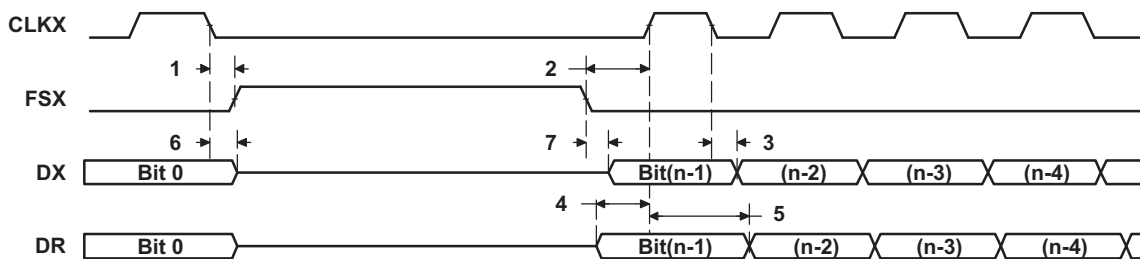 CLKX
1 2
FSX
6 7 3
DX Bit 0 Bit(n-1) (n-2) (n-3) (n-4)
4 5
DR Bit 0 Bit(n-1) (n-2) (n-3) (n-4)